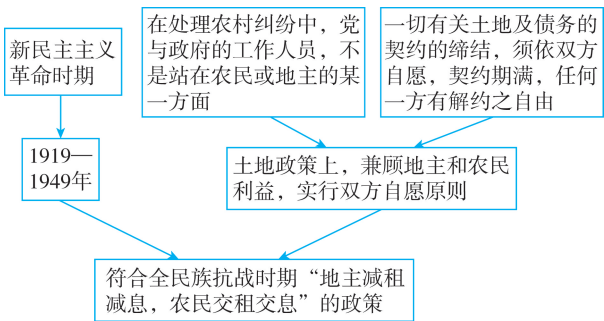 新民主主义
革命时期
在处理农村纠纷中，党
与政府的工作人员，不
是站在农民或地主的某
一方面
一切有关土地及债务的
契约的缔结，须依双方
自愿，契约期满，任何
一方有解约之自由
1919—
1949年
土地政策上，兼顾地主和农民
利益，实行双方自愿原则
符合全民族抗战时期“地主减租
减息，农民交租交息”的政策